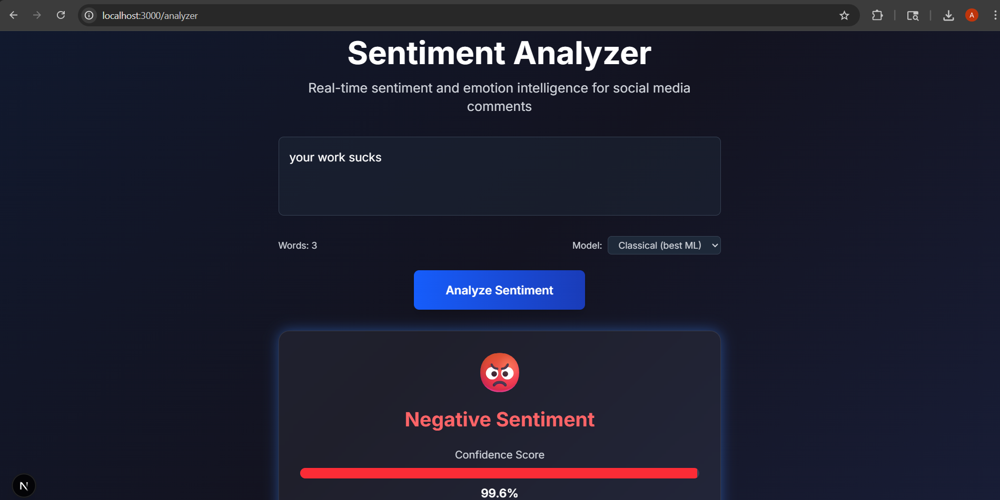 localhost:3000/analyzer
A
Sentiment Analyzer
Real-time sentiment and emotion intelligence for social media
comments
your work sucks
Words: 3
Model: Classical (best ML)
Analyze Sentiment
Negative Sentiment
Confidence Score
99.6%
N